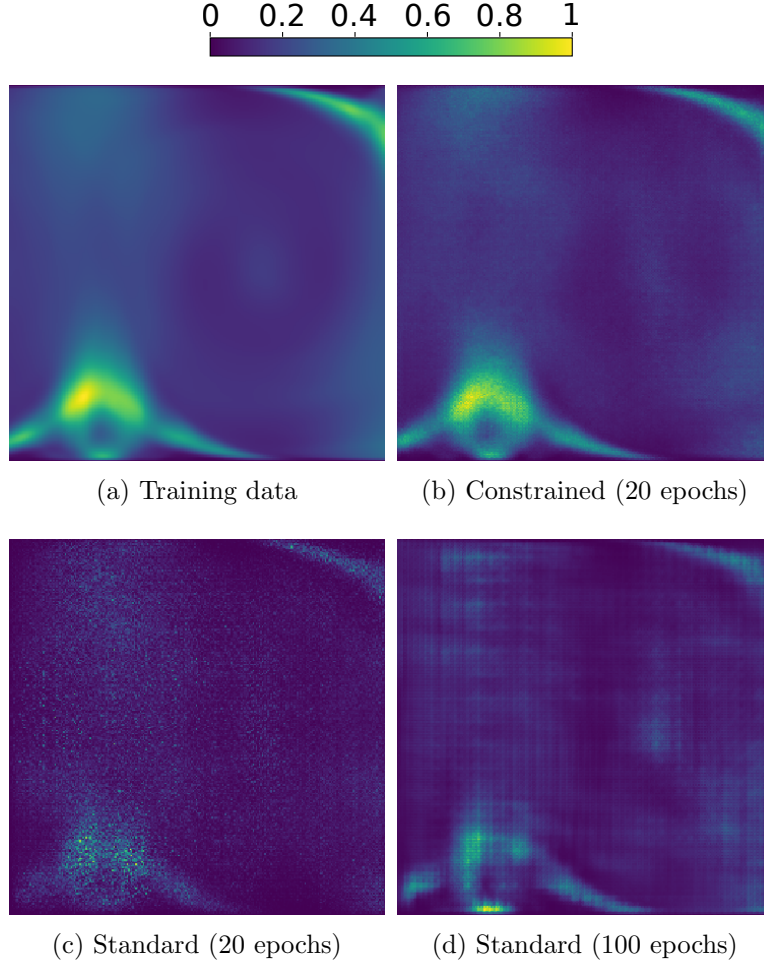 0 0.2 0.4 0.6 0.8 1
(a) Training data
(b) Constrained (20 epochs)
(c) Standard (20 epochs)
(d) Standard (100 epochs)